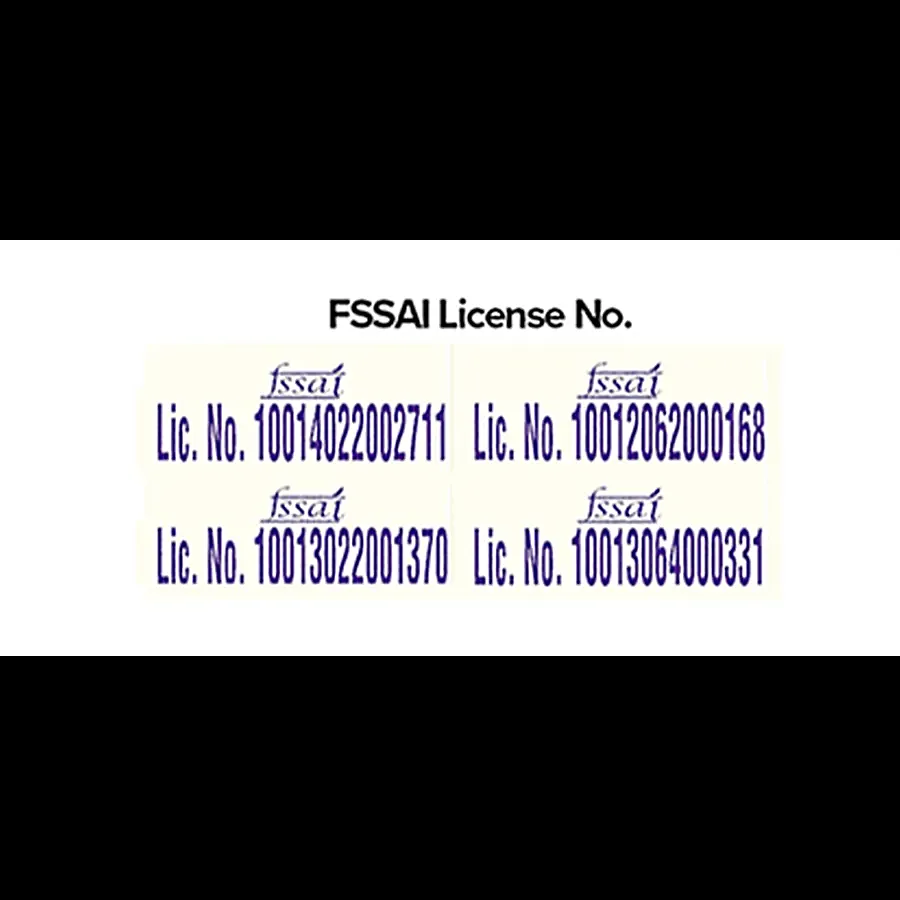 FSSAI License No.
fssai fssai
Lic. No. 10014022002711 Lic. No. 10012062000168
fssai fssai
Lic. No. 10013022001370 Lic. No. 10013064000331